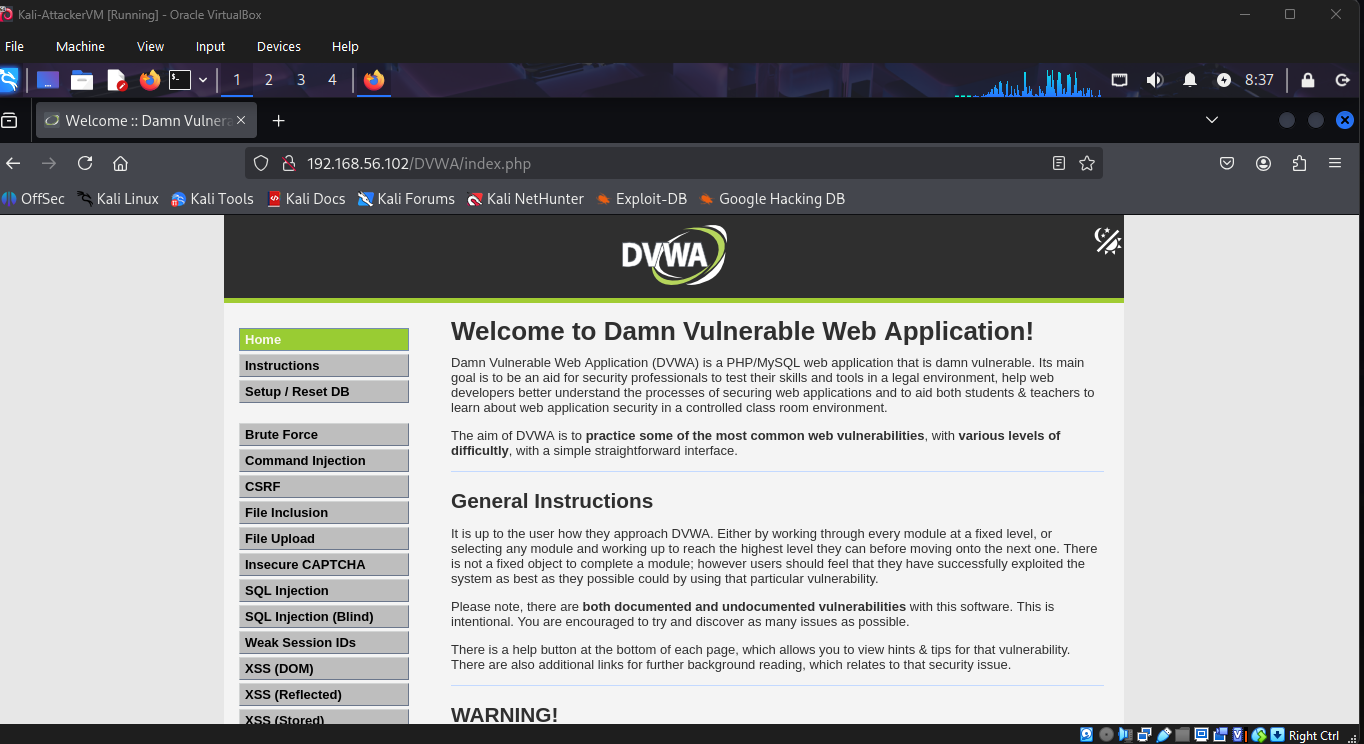 Kali-AttackerVM [Running] - Oracle VirtualBox
File Machine View Input Devices Help
1 2 3 4 8:37
Welcome :: Damn Vulnera
192.168.56.102/DVWA/index.php
OffSec Kali Linux Kali Tools Kali Docs Kali Forums Kali NetHunter Exploit-DB Google Hacking DB
DVWA
Home
Instructions
Setup / Reset DB
Brute Force
Command Injection
CSRF
File Inclusion
File Upload
Insecure CAPTCHA
SQL Injection
SQL Injection (Blind)
Weak Session IDs
XSS (DOM)
XSS (Reflected)
XSS (Stored)
Welcome to Damn Vulnerable Web Application!
Damn Vulnerable Web Application (DVWA) is a PHP/MySQL web application that is damn vulnerable. Its main
goal is to be an aid for security professionals to test their skills and tools in a legal environment, help web
developers better understand the processes of securing web applications and to aid both students & teachers to
learn about web application security in a controlled class room environment.
The aim of DVWA is to practice some of the most common web vulnerabilities, with various levels of
difficultly, with a simple straightforward interface.
General Instructions
It is up to the user how they approach DVWA. Either by working through every module at a fixed level, or
selecting any module and working up to reach the highest level they can before moving onto the next one. There
is not a fixed object to complete a module; however users should feel that they have successfully exploited the
system as best as they possible could by using that particular vulnerability.
Please note, there are both documented and undocumented vulnerabilities with this software. This is
intentional. You are encouraged to try and discover as many issues as possible.
There is a help button at the bottom of each page, which allows you to view hints & tips for that vulnerability.
There are also additional links for further background reading, which relates to that security issue.
WARNING!
Right Ctrl